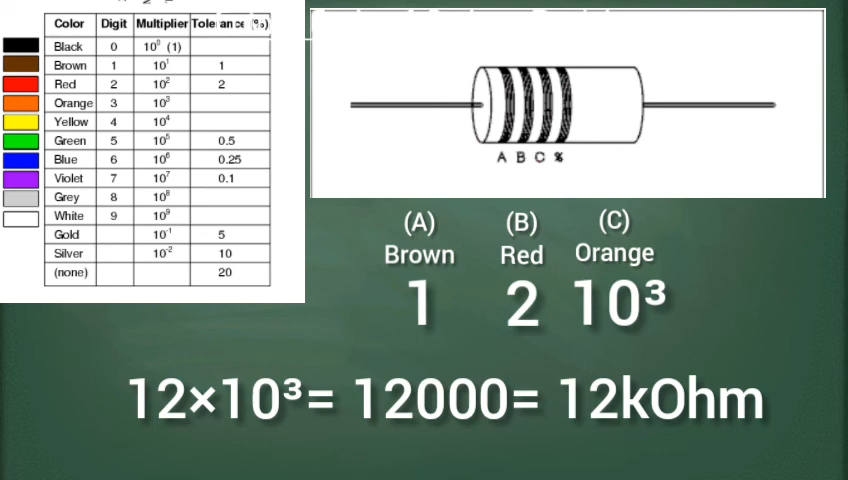 Color Digit Multiplier Tolerance (%)
Black 0 10⁰ (1)
Brown 1 10¹ 1
Red 2 10² 2
Orange 3 10³
Yellow 4 10⁴
Green 5 10⁵ 0.5
Blue 6 10⁶ 0.25
Violet 7 10⁷ 0.1
Grey 8 10⁸
White 9 10⁹
Gold 10⁻¹ 5
Silver 10⁻² 10
(none) 20
A B C %
(A) (B) (C)
Brown Red Orange
1 2 10³
12×10³= 12000= 12kOhm